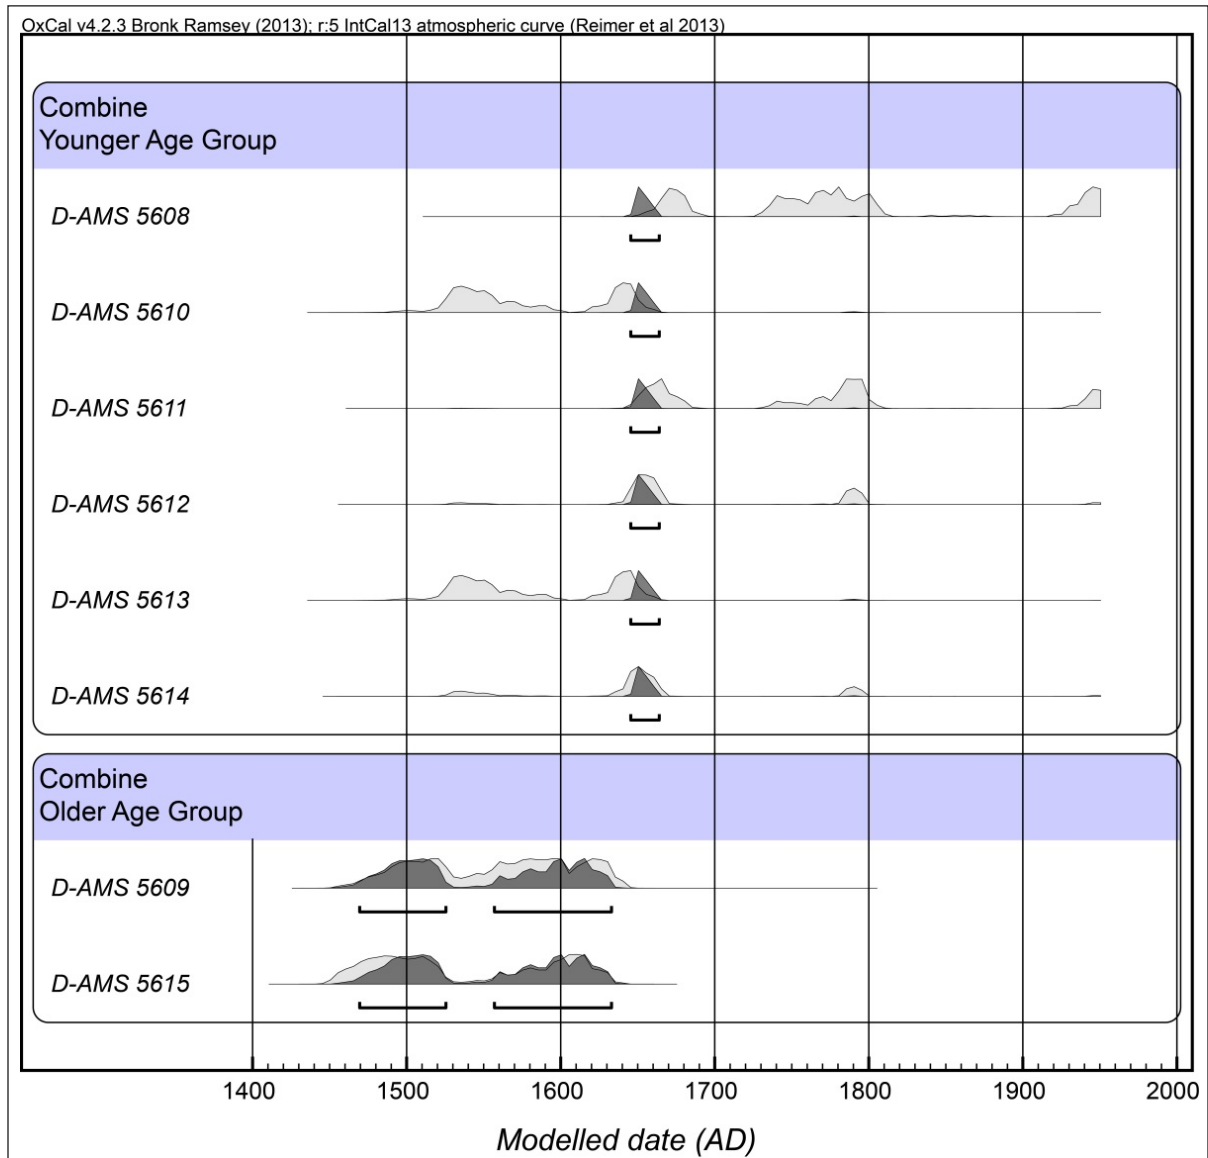 OxCal v4.2.3 Bronk Ramsey (2013); r:5 IntCal13 atmospheric curve (Reimer et al 2013)
Combine
Younger Age Group
D-AMS 5608
D-AMS 5610
D-AMS 5611
D-AMS 5612
D-AMS 5613
D-AMS 5614
Combine
Older Age Group
D-AMS 5609
D-AMS 5615
1400 1500 1600 1700 1800 1900 2000
Modelled date (AD)